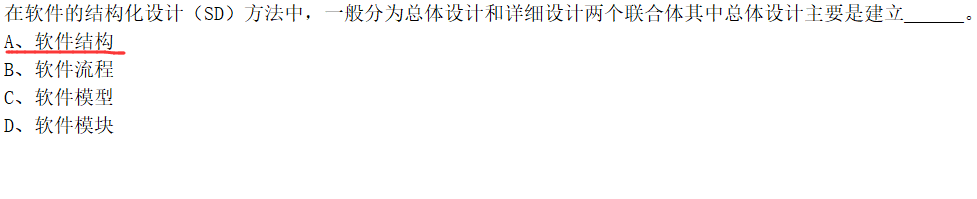 在软件的结构化设计（SD）方法中，一般分为总体设计和详细设计两个联合体其中总体设计主要是建立______。
A、软件结构
B、软件流程
C、软件模型
D、软件模块